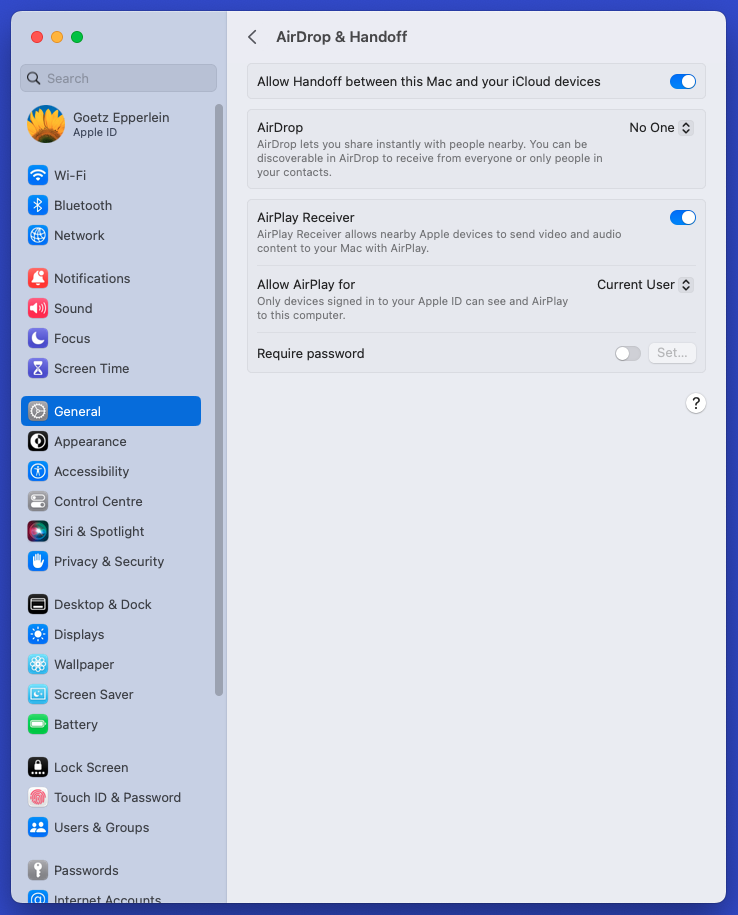 Search
Goetz Epperlein
Apple ID
Wi-Fi
Bluetooth
Network
Notifications
Sound
Focus
Screen Time
General
Appearance
Accessibility
Control Centre
Siri & Spotlight
Privacy & Security
Desktop & Dock
Displays
Wallpaper
Screen Saver
Battery
Lock Screen
Touch ID & Password
Users & Groups
Passwords
Internet Accounts
AirDrop & Handoff
Allow Handoff between this Mac and your iCloud devices
AirDrop
No One
AirDrop lets you share instantly with people nearby. You can be
discoverable in AirDrop to receive from everyone or only people in
your contacts.
AirPlay Receiver
AirPlay Receiver allows nearby Apple devices to send video and audio
content to your Mac with AirPlay.
Allow AirPlay for
Current User
Only devices signed in to your Apple ID can see and AirPlay
to this computer.
Require password
Set...
?